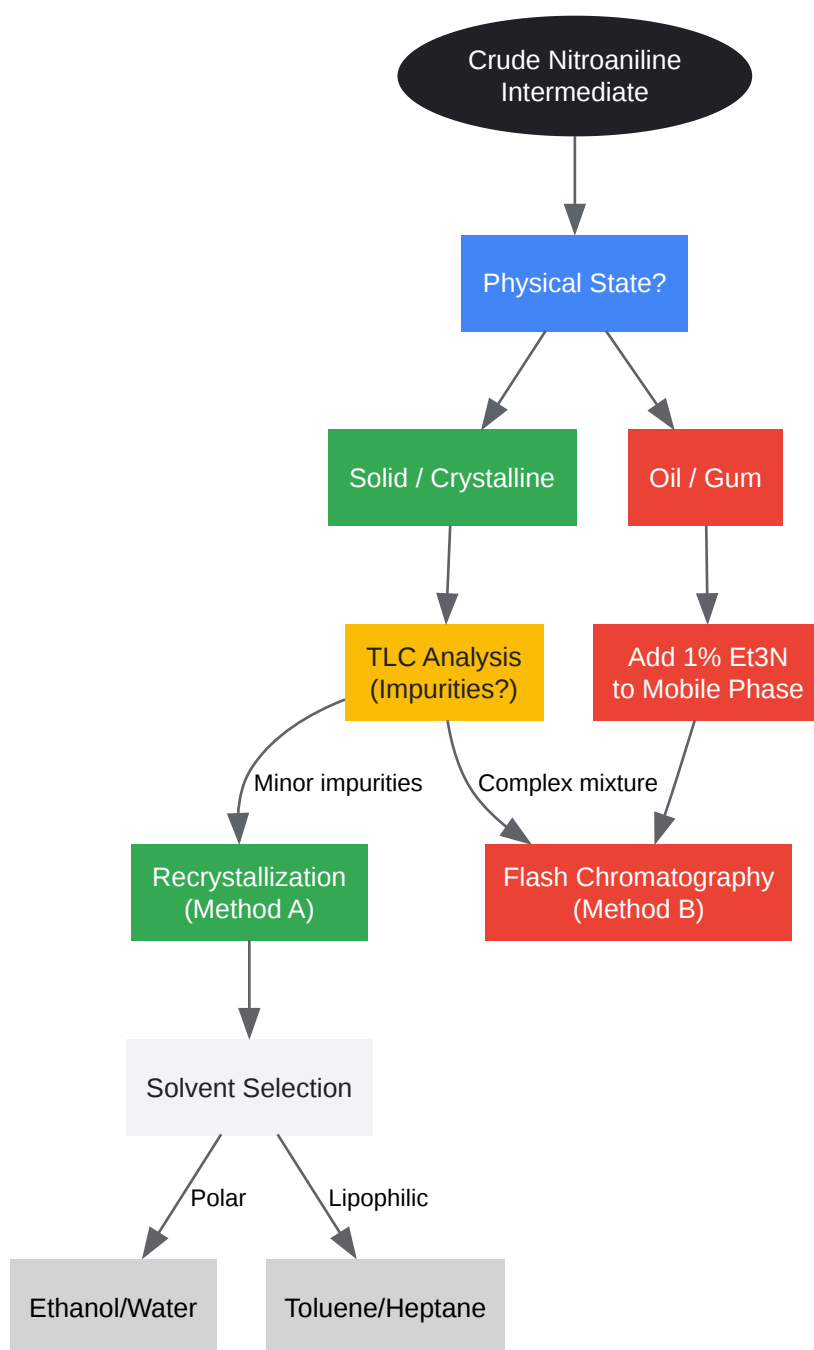 Crude Nitroaniline
Intermediate
Physical State?
Solid / Crystalline
Oil / Gum
TLC Analysis
(Impurities?)
Add 1% Et3N
to Mobile Phase
Minor impurities
Complex mixture
Recrystallization
(Method A)
Flash Chromatography
(Method B)
Solvent Selection
Polar
Lipophilic
Ethanol/Water
Toluene/Heptane